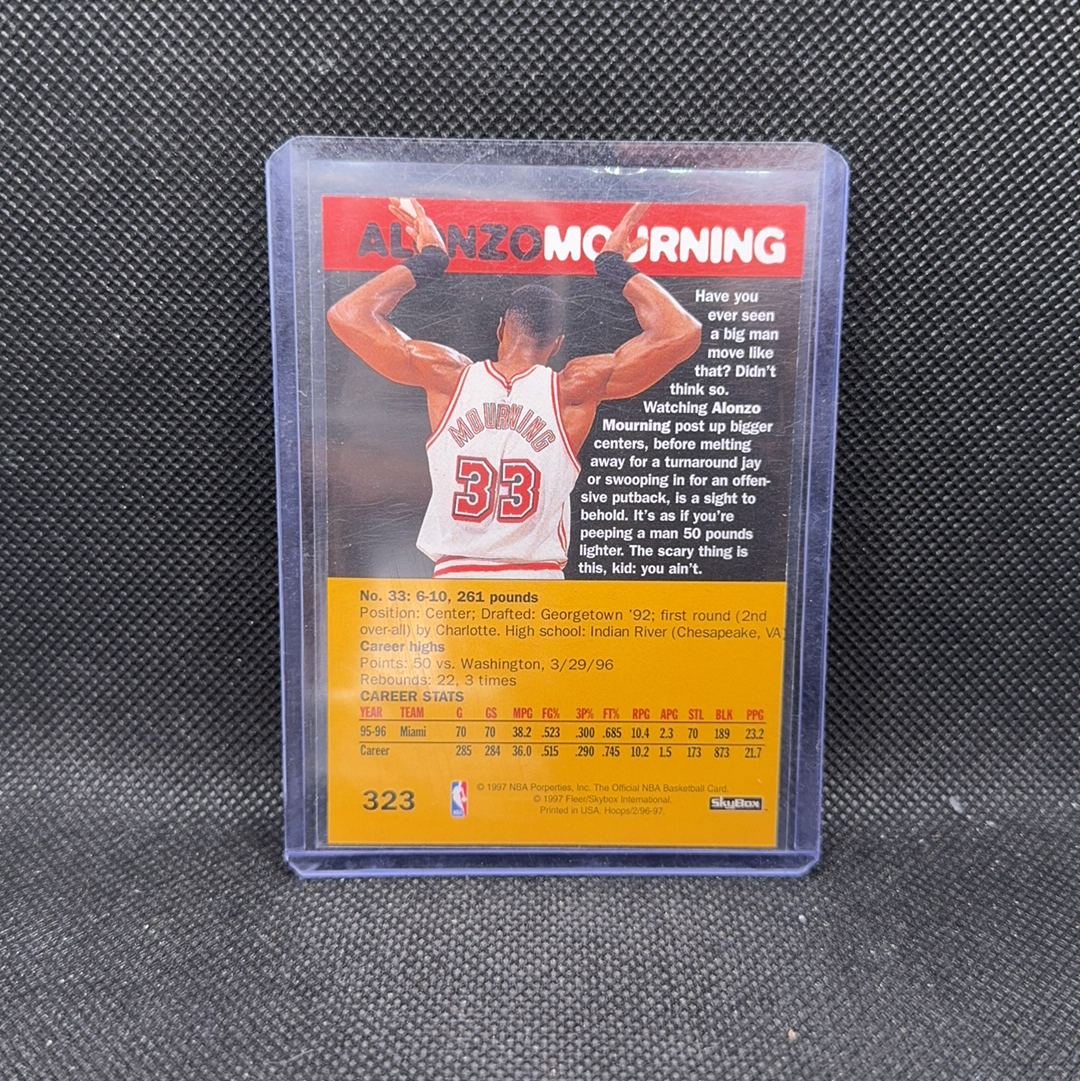 ALONZO MOURNING
Have you
ever seen
a big man
move like
that? Didn't
think so.
Watching Alonzo
Mourning post up bigger
centers, before melting
away for a turnaround jay
or swooping in for an offen-
sive putback, is a sight to
behold. It's as if you're
peeping a man 50 pounds
lighter. The scary thing is
this, kid: you ain't.
MOURNING
33
No. 33: 6-10, 261 pounds
Position: Center; Drafted: Georgetown '92; first round (2nd
over-all) by Charlotte. High school: Indian River (Chesapeake, VA)
Career highs
Points: 50 vs. Washington, 3/29/96
Rebounds: 22, 3 times
CAREER STATS
YEAR TEAM G GS MPG FG% 3P% FT% RPG APG STL BLK PPG
95-96 Miami 70 70 38.2 .523 .300 .685 10.4 2.3 70 189 23.2
Career 285 284 36.0 .515 .290 .745 10.2 1.5 173 873 21.7
323
© 1997 NBA Porperties, Inc. The Official NBA Basketball Card.
© 1997 Fleer/Skybox International.
Printed in USA. Hoops/2/96-97.
SkyBox